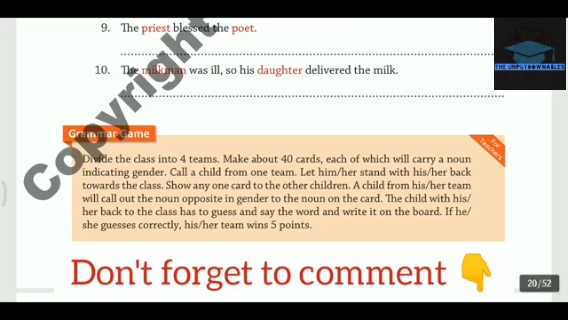 9. The priest blessed the poet.
10. The milkman was ill, so his daughter delivered the milk.
THE UNPUTDOWNABLES
Copyright
Grammar Game
For Teachers
Divide the class into 4 teams. Make about 40 cards, each of which will carry a noun
indicating gender. Call a child from one team. Let him/her stand with his/her back
towards the class. Show any one card to the other children. A child from his/her team
will call out the noun opposite in gender to the noun on the card. The child with his/
her back to the class has to guess and say the word and write it on the board. If he/
she guesses correctly, his/her team wins 5 points.
Don't forget to comment 👇
20/52